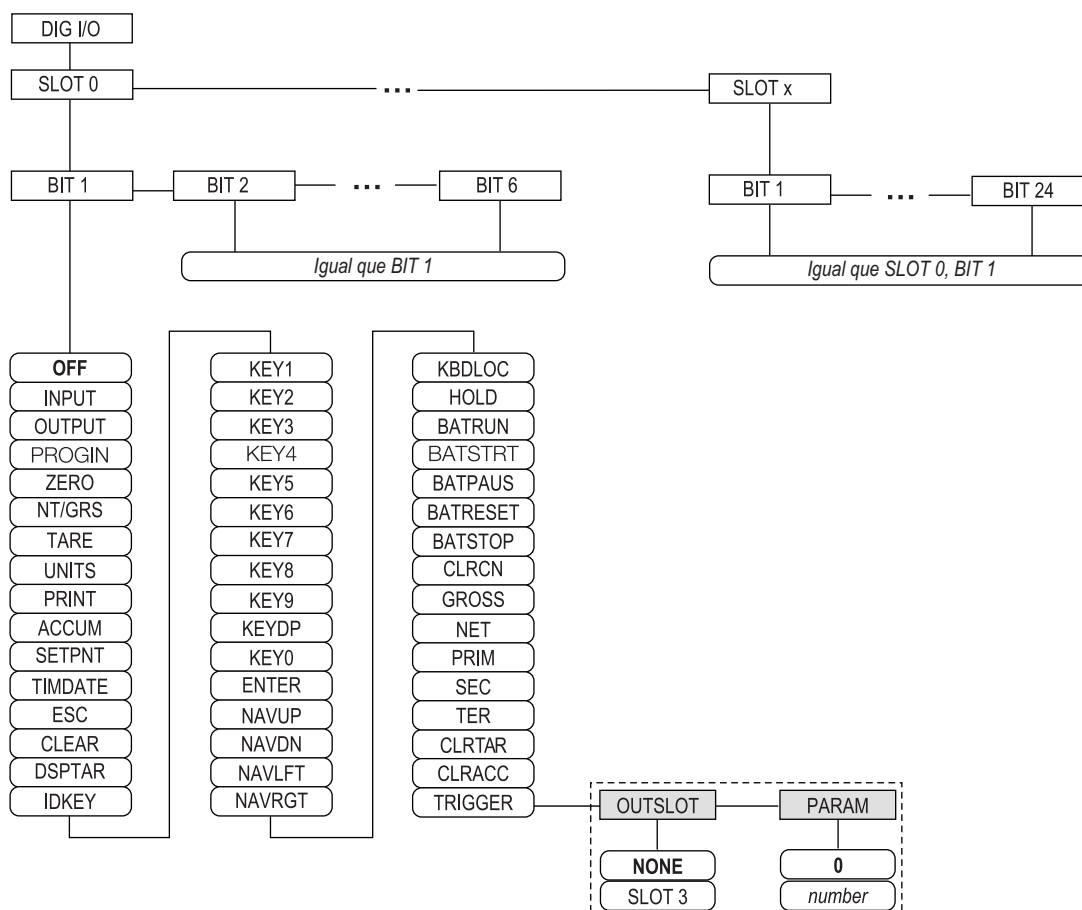 DIG I/O
SLOT 0
...
SLOT x
BIT 1
BIT 2
...
BIT 6
BIT 1
...
BIT 24
Igual que BIT 1
Igual que SLOT 0, BIT 1
OFF
INPUT
OUTPUT
PROGIN
ZERO
NT/GRS
TARE
UNITS
PRINT
ACCUM
SETPNT
TIMDATE
ESC
CLEAR
DSPTAR
IDKEY
KEY1
KEY2
KEY3
KEY4
KEY5
KEY6
KEY7
KEY8
KEY9
KEYDP
KEY0
ENTER
NAVUP
NAVDN
NAVLFT
NAVRGT
KBDLOC
HOLD
BATRUN
BATSTRT
BATPAUS
BATRESET
BATSTOP
CLRCN
GROSS
NET
PRIM
SEC
TER
CLRTAR
CLRACC
TRIGGER
OUTSLOT
PARAM
NONE
SLOT 3
0
number